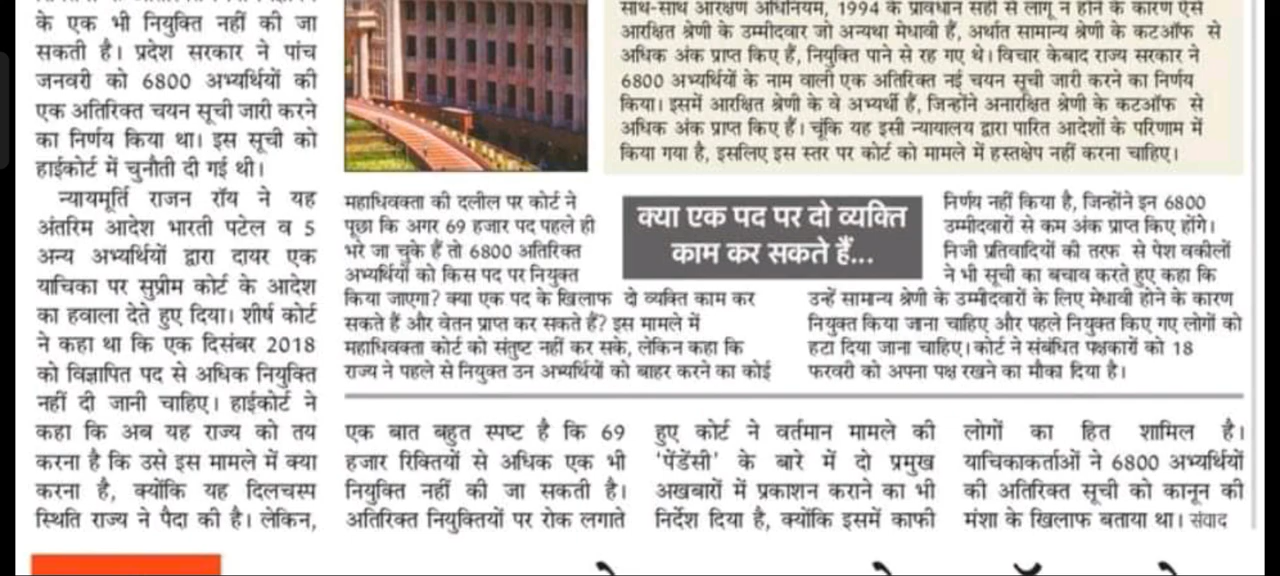 के एक भी नियुक्ति नहीं की जा
सकती है। प्रदेश सरकार ने पांच
जनवरी को 6800 अभ्यर्थियों की
एक अतिरिक्त चयन सूची जारी करने
का निर्णय किया था। इस सूची को
हाईकोर्ट में चुनौती दी गई थी।
न्यायमूर्ति राजन रॉय ने यह
अंतरिम आदेश भारती पटेल व 5
अन्य अभ्यर्थियों द्वारा दायर एक
याचिका पर सुप्रीम कोर्ट के आदेश
का हवाला देते हुए दिया। शीर्ष कोर्ट
ने कहा था कि एक दिसंबर 2018
को विज्ञापित पद से अधिक नियुक्ति
नहीं दी जानी चाहिए। हाईकोर्ट ने
कहा कि अब यह राज्य को तय
करना है कि उसे इस मामले में क्या
करना है, क्योंकि यह दिलचस्प
स्थिति राज्य ने पैदा की है। लेकिन,
साथ-साथ आरक्षण अधिनियम, 1994 के प्रावधान सही से लागू न होने के कारण ऐसे
आरक्षित श्रेणी के उम्मीदवार जो अन्यथा मेधावी हैं, अर्थात सामान्य श्रेणी के कटऑफ से
अधिक अंक प्राप्त किए हैं, नियुक्ति पाने से रह गए थे। विचार केबाद राज्य सरकार ने
6800 अभ्यर्थियों के नाम वाली एक अतिरिक्त नई चयन सूची जारी करने का निर्णय
किया। इसमें आरक्षित श्रेणी के वे अभ्यर्थी हैं, जिन्होंने अनारक्षित श्रेणी के कटऑफ से
अधिक अंक प्राप्त किए हैं। चूंकि यह इसी न्यायालय द्वारा पारित आदेशों के परिणाम में
किया गया है, इसलिए इस स्तर पर कोर्ट को मामले में हस्तक्षेप नहीं करना चाहिए।
क्या एक पद पर दो व्यक्ति
काम कर सकते हैं...
महाधिवक्ता की दलील पर कोर्ट ने
पूछा कि अगर 69 हजार पद पहले ही
भरे जा चुके हैं तो 6800 अतिरिक्त
अभ्यर्थियों को किस पद पर नियुक्त
किया जाएगा? क्या एक पद के खिलाफ दो व्यक्ति काम कर
सकते हैं और वेतन प्राप्त कर सकते हैं? इस मामले में
महाधिवक्ता कोर्ट को संतुष्ट नहीं कर सके, लेकिन कहा कि
राज्य ने पहले से नियुक्त उन अभ्यर्थियों को बाहर करने का कोई
निर्णय नहीं किया है, जिन्होंने इन 6800
उम्मीदवारों से कम अंक प्राप्त किए होंगे।
निजी प्रतिवादियों की तरफ से पेश वकीलों
ने भी सूची का बचाव करते हुए कहा कि
उन्हें सामान्य श्रेणी के उम्मीदवारों के लिए मेधावी होने के कारण
नियुक्त किया जाना चाहिए और पहले नियुक्त किए गए लोगों को
हटा दिया जाना चाहिए। कोर्ट ने संबंधित पक्षकारों को 18
फरवरी को अपना पक्ष रखने का मौका दिया है।
एक बात बहुत स्पष्ट है कि 69
हजार रिक्तियों से अधिक एक भी
नियुक्ति नहीं की जा सकती है।
अतिरिक्त नियुक्तियों पर रोक लगाते
हुए कोर्ट ने वर्तमान मामले की
'पेंडेंसी' के बारे में दो प्रमुख
अखबारों में प्रकाशन कराने का भी
निर्देश दिया है, क्योंकि इसमें काफी
लोगों का हित शामिल है।
याचिकाकर्ताओं ने 6800 अभ्यर्थियों
की अतिरिक्त सूची को कानून की
मंशा के खिलाफ बताया था। संवाद